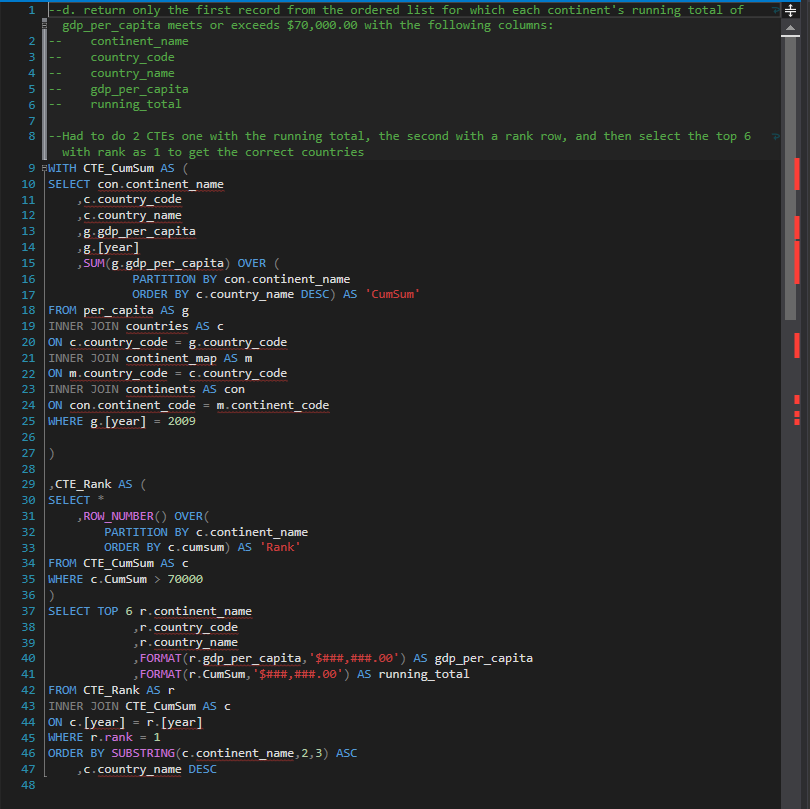 1 --d. return only the first record from the ordered list for which each continent's running total of
gdp_per_capita meets or exceeds $70,000.00 with the following columns:
2 --    continent_name
3 --    country_code
4 --    country_name
5 --    gdp_per_capita
6 --    running_total
7
8 --Had to do 2 CTEs one with the running total, the second with a rank row, and then select the top 6
with rank as 1 to get the correct countries
9 WITH CTE_CumSum AS (
10 SELECT con.continent_name
11     ,c.country_code
12     ,c.country_name
13     ,g.gdp_per_capita
14     ,g.[year]
15     ,SUM(g.gdp_per_capita) OVER (
16             PARTITION BY con.continent_name
17             ORDER BY c.country_name DESC) AS 'CumSum'
18 FROM per_capita AS g
19 INNER JOIN countries AS c
20 ON c.country_code = g.country_code
21 INNER JOIN continent_map AS m
22 ON m.country_code = c.country_code
23 INNER JOIN continents AS con
24 ON con.continent_code = m.continent_code
25 WHERE g.[year] = 2009
26
27 )
28
29 ,CTE_Rank AS (
30 SELECT *
31     ,ROW_NUMBER() OVER(
32         PARTITION BY c.continent_name
33         ORDER BY c.cumsum) AS 'Rank'
34 FROM CTE_CumSum AS c
35 WHERE c.CumSum > 70000
36 )
37 SELECT TOP 6 r.continent_name
38             ,r.country_code
39             ,r.country_name
40             ,FORMAT(r.gdp_per_capita,'$###,###.00') AS gdp_per_capita
41             ,FORMAT(r.CumSum,'$###,###.00') AS running_total
42 FROM CTE_Rank AS r
43 INNER JOIN CTE_CumSum AS c
44 ON c.[year] = r.[year]
45 WHERE r.rank = 1
46 ORDER BY SUBSTRING(c.continent_name,2,3) ASC
47     ,c.country_name DESC
48